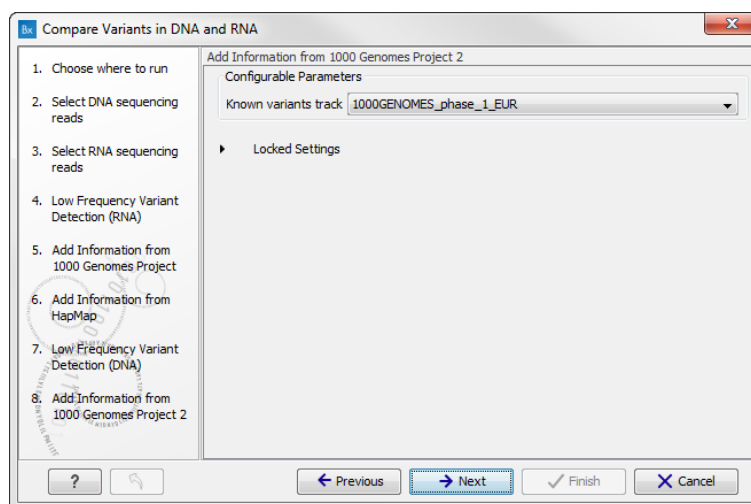 Bx Compare Variants in DNA and RNA
1. Choose where to run
2. Select DNA sequencing
reads
3. Select RNA sequencing
reads
4. Low Frequency Variant
Detection (RNA)
5. Add Information from
1000 Genomes Project
6. Add Information from
HapMap
7. Low Frequency Variant
Detection (DNA)
8. Add Information from
1000 Genomes Project 2
Add Information from 1000 Genomes Project 2
Configurable Parameters
Known variants track 1000GENOMES_phase_1_EUR
Locked Settings
? Previous Next Finish Cancel